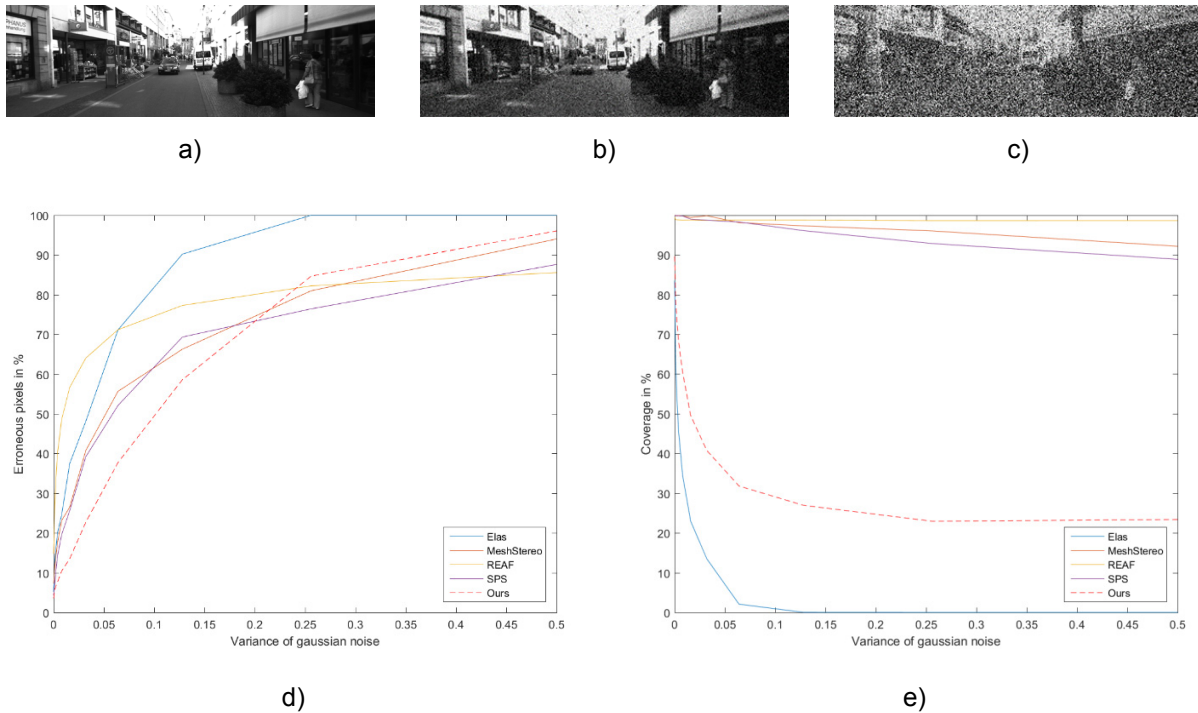 a)
b)
c)
100
90
80
70
60
50
40
30
20
10
0
Erroneous pixels in %
0
0.05
0.1
0.15
0.2
0.25
0.3
0.35
0.4
0.45
0.5
Variance of gaussian noise
Elas
MeshStereo
REAF
SPS
Ours
100
90
80
70
60
50
40
30
20
10
0
Coverage in %
0
0.05
0.1
0.15
0.2
0.25
0.3
0.35
0.4
0.45
0.5
Variance of gaussian noise
Elas
MeshStereo
REAF
SPS
Ours
d)
e)